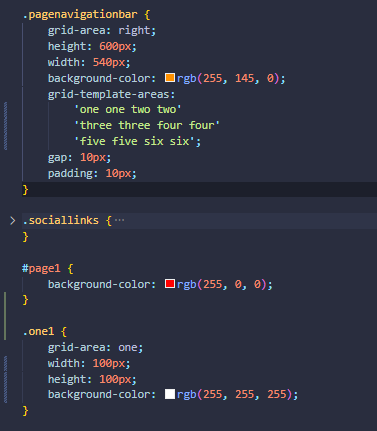 .pagenavigationbar {
grid-area: right;
height: 600px;
width: 540px;
background-color: rgb(255, 145, 0);
grid-template-areas:
'one one two two'
'three three four four'
'five five six six';
gap: 10px;
padding: 10px;
}
.sociallinks { ···
}
#page1 {
background-color: rgb(255, 0, 0);
}
.one1 {
grid-area: one;
width: 100px;
height: 100px;
background-color: rgb(255, 255, 255);
}